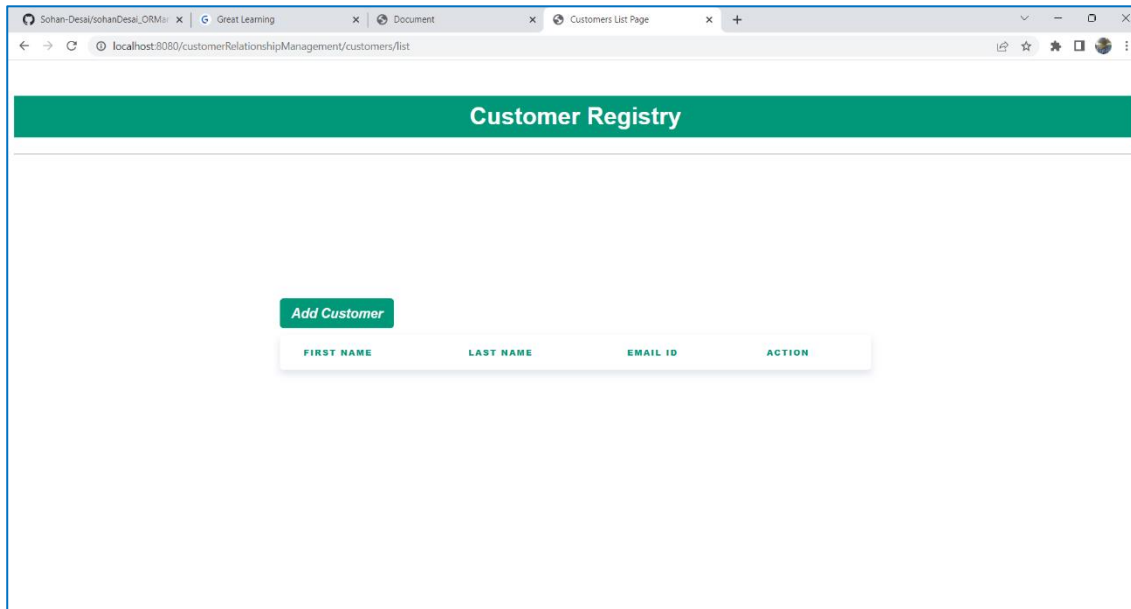 Sohan-Desai/sohanDesai_ORMa
Great Learning
Document
Customers List Page
localhost:8080/customerRelationshipManagement/customers/list
Customer Registry
Add Customer
FIRST NAME LAST NAME EMAIL ID ACTION